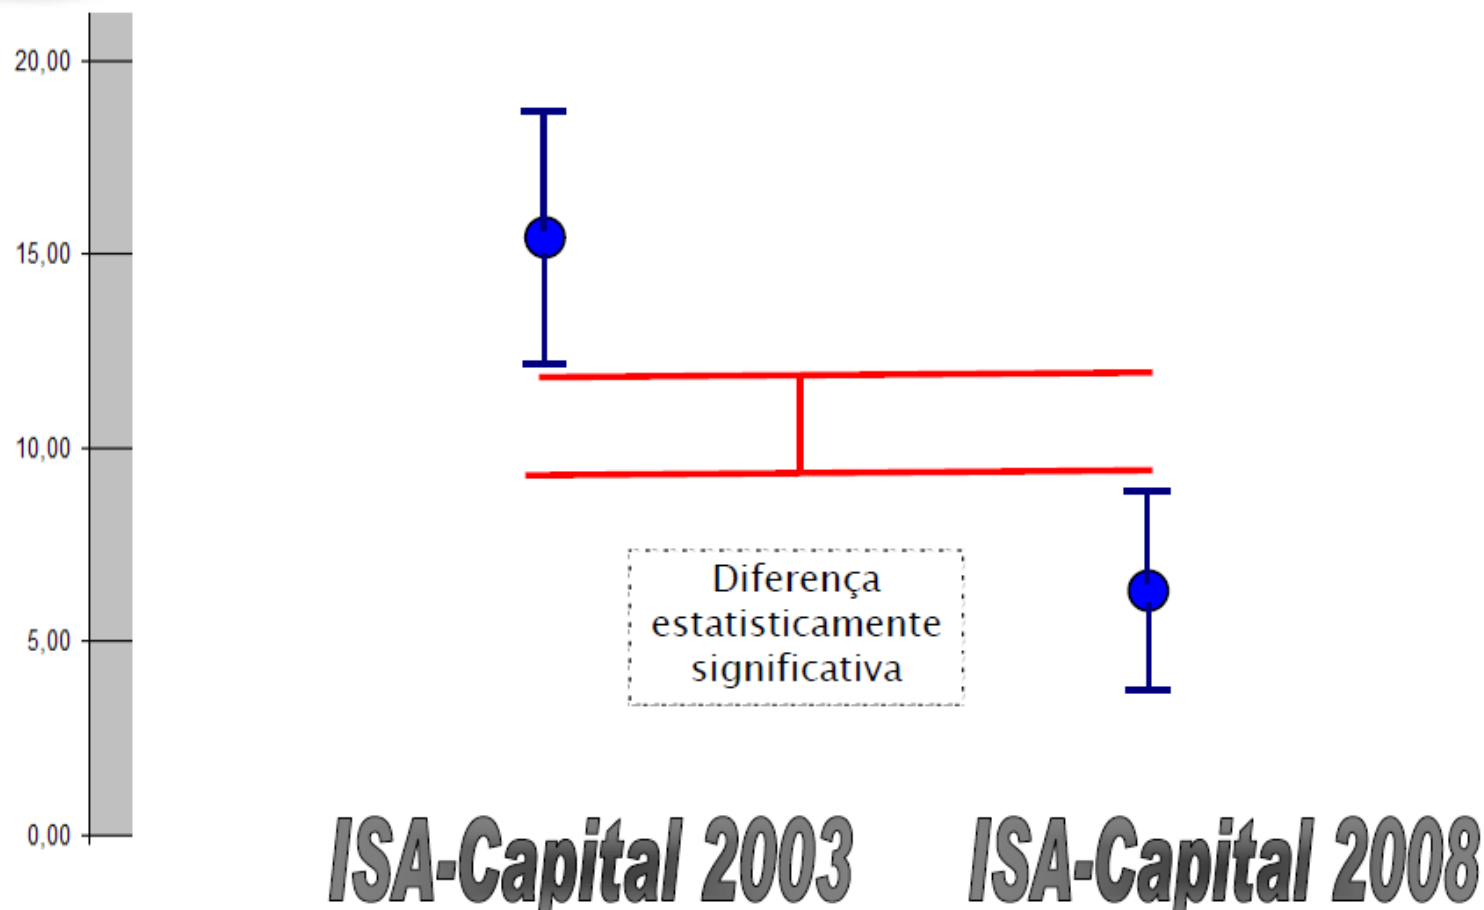 20,00
15,00
10,00
5,00
0,00
Diferença
estatisticamente
significativa
ISA-Capital 2003
ISA-Capital 2008